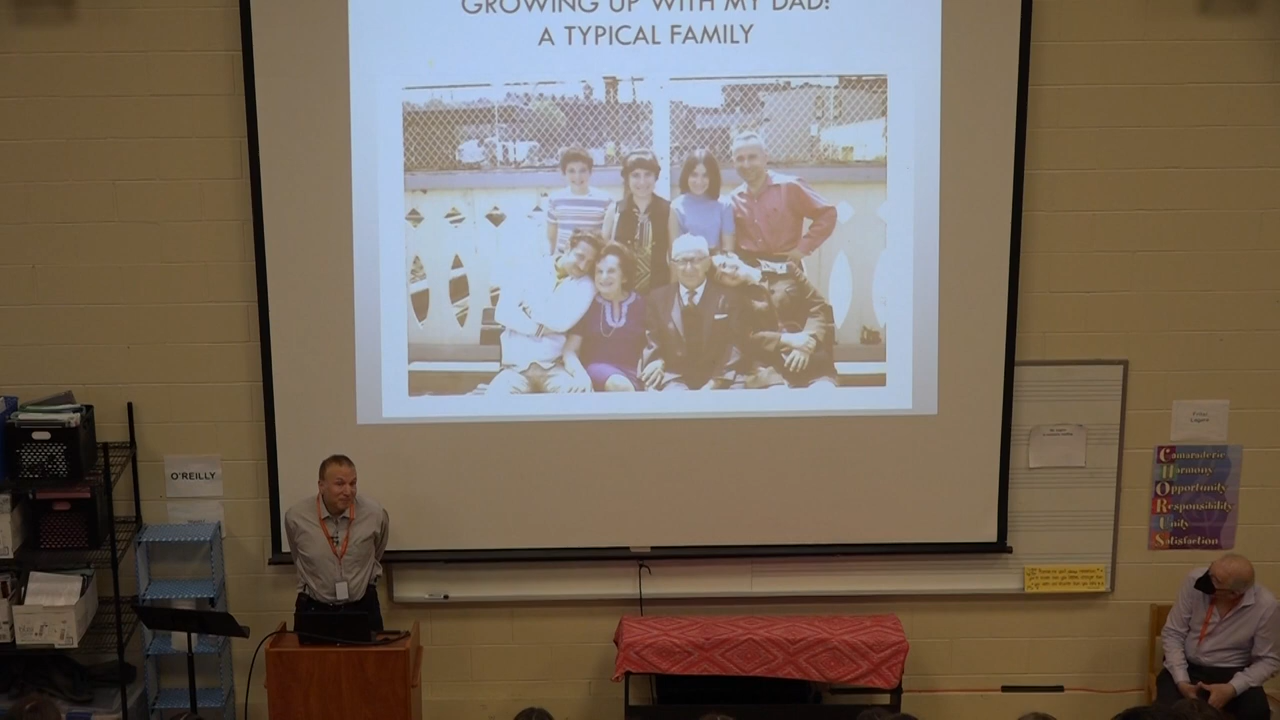 GROWING UP WITH MY DAD!
A TYPICAL FAMILY
O'REILLY
Camaraderie
Harmony
Opportunity
Responsibility
Unity
Satisfaction